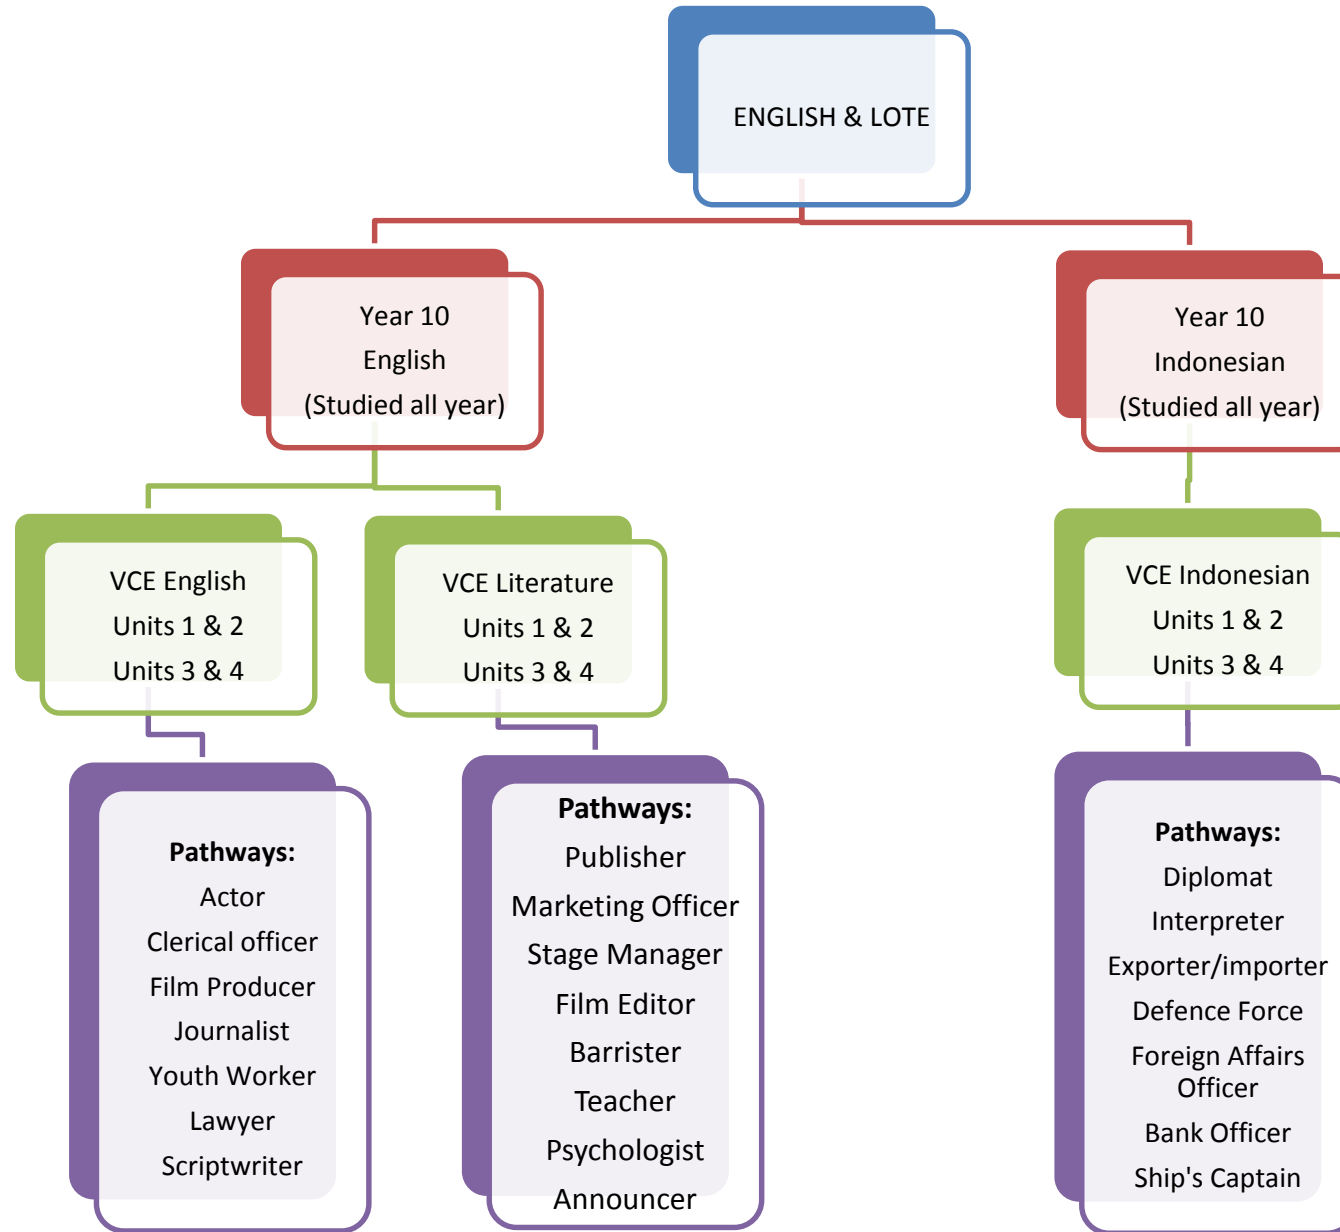 ENGLISH & LOTE
Year 10
English
(Studied all year)
Year 10
Indonesian
(Studied all year)
VCE English
Units 1 & 2
Units 3 & 4
VCE Literature
Units 1 & 2
Units 3 & 4
VCE Indonesian
Units 1 & 2
Units 3 & 4
Pathways:
Actor
Clerical officer
Film Producer
Journalist
Youth Worker
Lawyer
Scriptwriter
Pathways:
Publisher
Marketing Officer
Stage Manager
Film Editor
Barrister
Teacher
Psychologist
Announcer
Pathways:
Diplomat
Interpreter
Exporter/importer
Defence Force
Foreign Affairs
Officer
Bank Officer
Ship's Captain